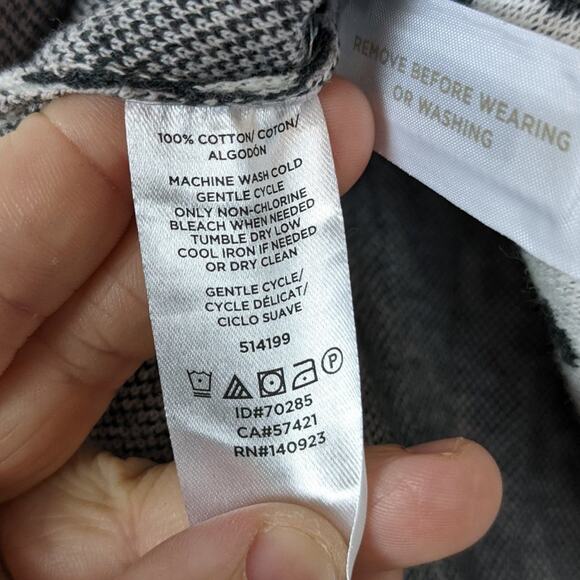 100% COTTON/COTON/
ALGODÓN
MACHINE WASH COLD
GENTLE CYCLE
ONLY NON-CHLORINE
BLEACH WHEN NEEDED
TUMBLE DRY LOW
COOL IRON IF NEEDED
OR DRY CLEAN
GENTLE CYCLE/
CYCLE DÉLICAT/
CICLO SUAVE
514199
P
ID#70285
CA#57421
RN#140923
REMOVE BEFORE WEARING
OR WASHING